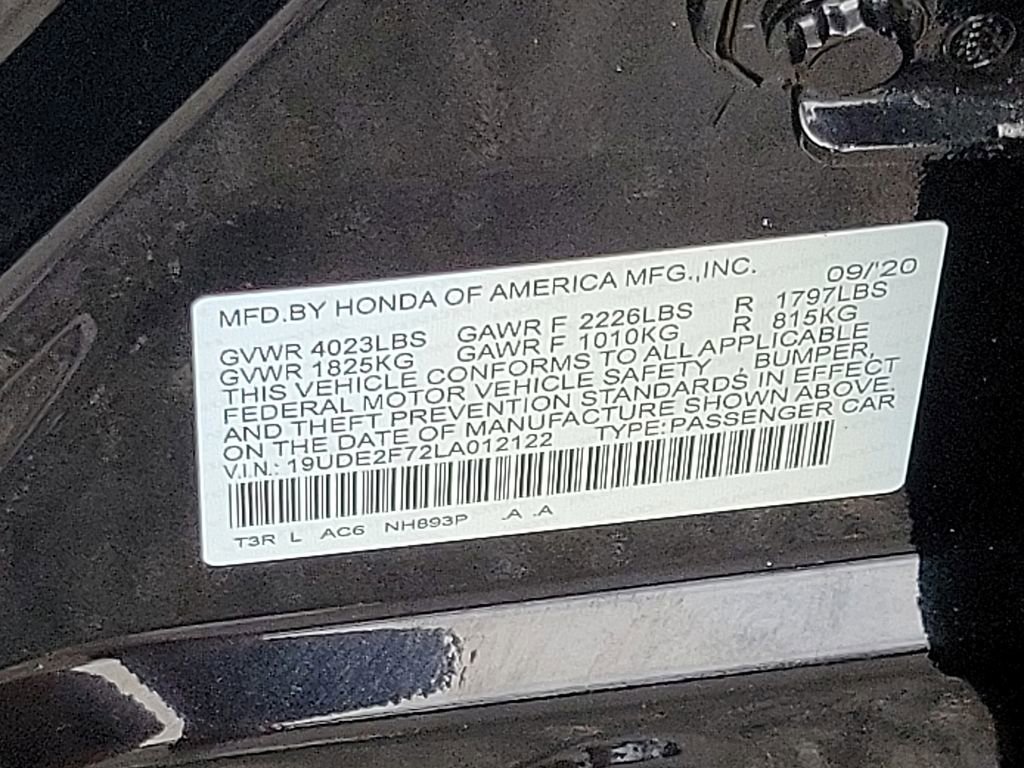 MFD.BY HONDA OF AMERICA MFG.,INC. 09/'20
GVWR 4023LBS GAWR F 2226LBS R 1797LBS
GVWR 1825KG GAWR F 1010KG R 815KG
THIS VEHICLE CONFORMS TO ALL APPLICABLE
FEDERAL MOTOR VEHICLE SAFETY, BUMPER,
AND THEFT PREVENTION STANDARDS IN EFFECT
ON THE DATE OF MANUFACTURE SHOWN ABOVE.
V.I.N.: 19UDE2F72LA012122 TYPE:PASSENGER CAR
T3R L AC6 NH893P .A .A